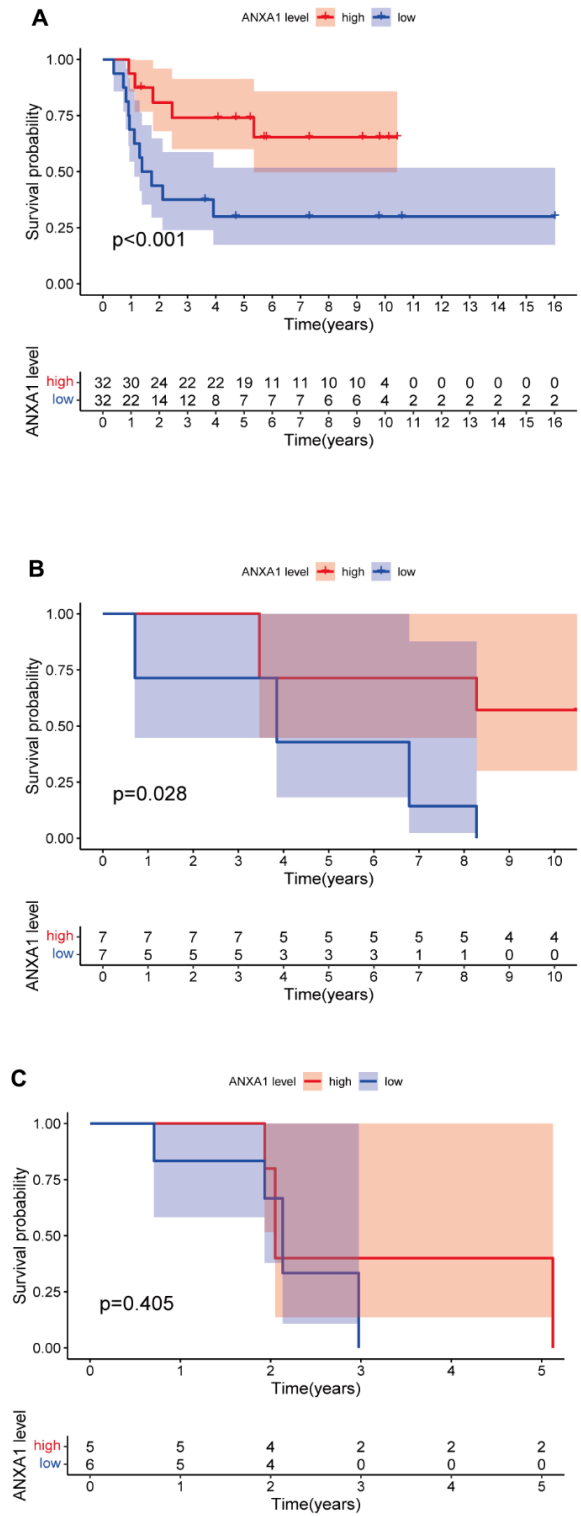 A
ANXA1 level high low
1.00
0.75
0.50
0.25
0.00
Survival probability
p<0.001
0 1 2 3 4 5 6 7 8 9 10 11 12 13 14 15 16
Time(years)
ANXA1 level
high 32 30 24 22 22 19 11 11 10 10 4 0 0 0 0 0 0
low 32 22 14 12 8 7 7 7 6 6 4 2 2 2 2 2 2
0 1 2 3 4 5 6 7 8 9 10 11 12 13 14 15 16
Time(years)
B
ANXA1 level high low
1.00
0.75
0.50
0.25
0.00
Survival probability
p=0.028
0 1 2 3 4 5 6 7 8 9 10
Time(years)
ANXA1 level
high 7 7 7 7 5 5 5 5 5 4 4
low 7 5 5 5 3 3 3 1 1 0 0
0 1 2 3 4 5 6 7 8 9 10
Time(years)
C
ANXA1 level high low
1.00
0.75
0.50
0.25
0.00
Survival probability
p=0.405
0 1 2 3 4 5
Time(years)
ANXA1 level
high 5 5 4 2 2 2
low 6 5 4 0 0 0
0 1 2 3 4 5
Time(years)